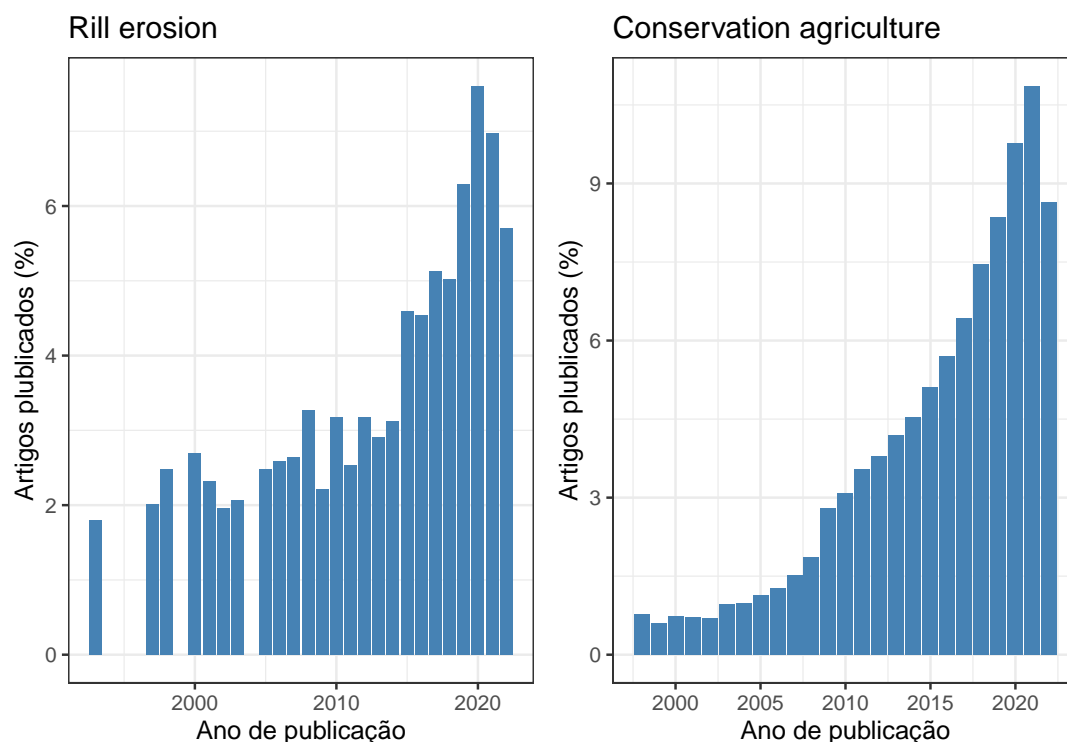 Rill erosion
Conservation agriculture
Artigos plublicados (%)
0
2
4
6
2000
2010
2020
Ano de publicação
Artigos plublicados (%)
0
3
6
9
2000
2005
2010
2015
2020
Ano de publicação